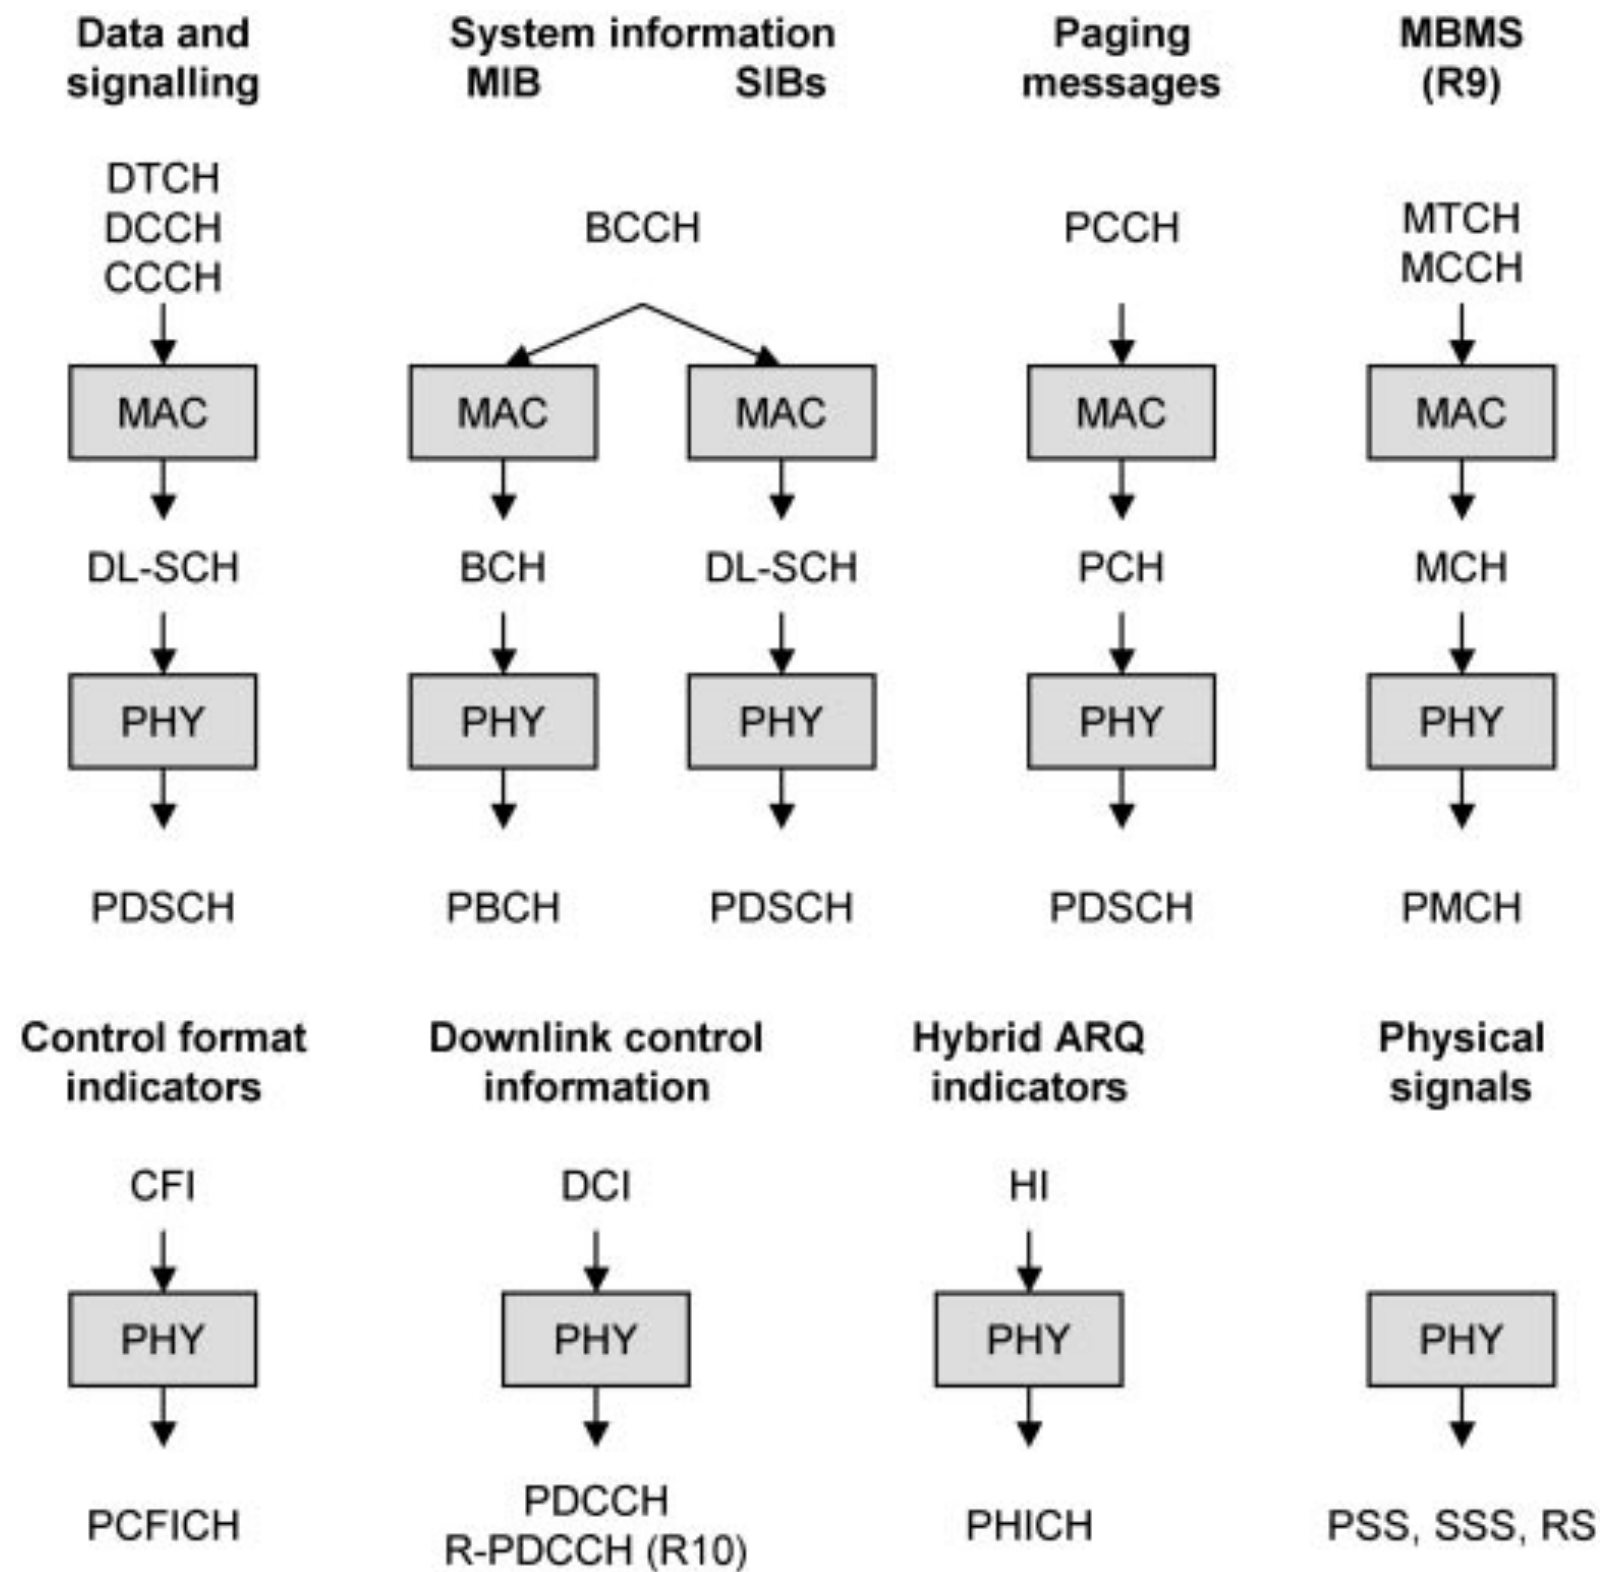 Data and
signalling
System information
MIB SIBs
Paging
messages
MBMS
(R9)
DTCH
DCCH
CCCH
BCCH
PCCH
MTCH
MCCH
MAC MAC MAC MAC MAC
DL-SCH BCH DL-SCH PCH MCH
PHY PHY PHY PHY PHY
PDSCH PBCH PDSCH PDSCH PMCH
Control format
indicators
Downlink control
information
Hybrid ARQ
indicators
Physical
signals
CFI DCI HI
PHY PHY PHY PHY
PCFICH
PDCCH
R-PDCCH (R10)
PHICH
PSS, SSS, RS